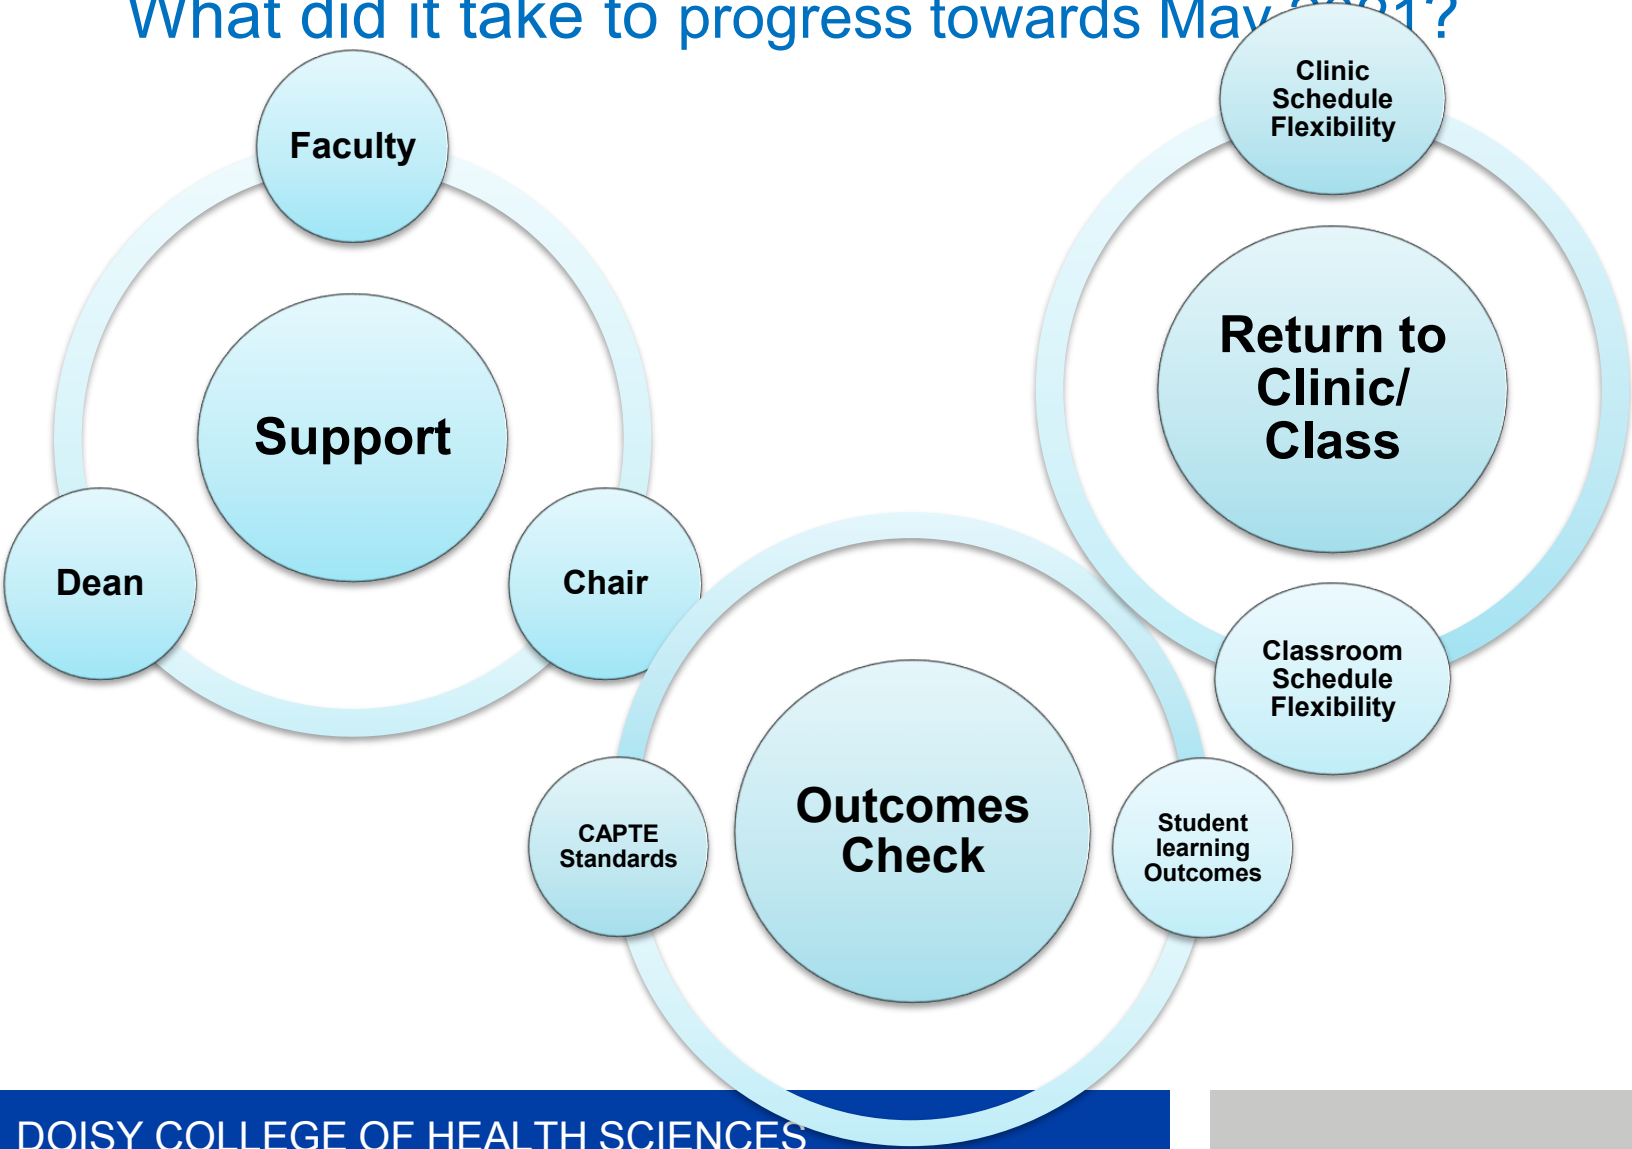 What did it take to progress towards May 2021?
Faculty
Support
Dean
Chair
Clinic
Schedule
Flexibility
Return to
Clinic/
Class
Classroom
Schedule
Flexibility
CAPTE
Standards
Outcomes
Check
Student
learning
Outcomes
DOISY COLLEGE OF HEALTH SCIENCES